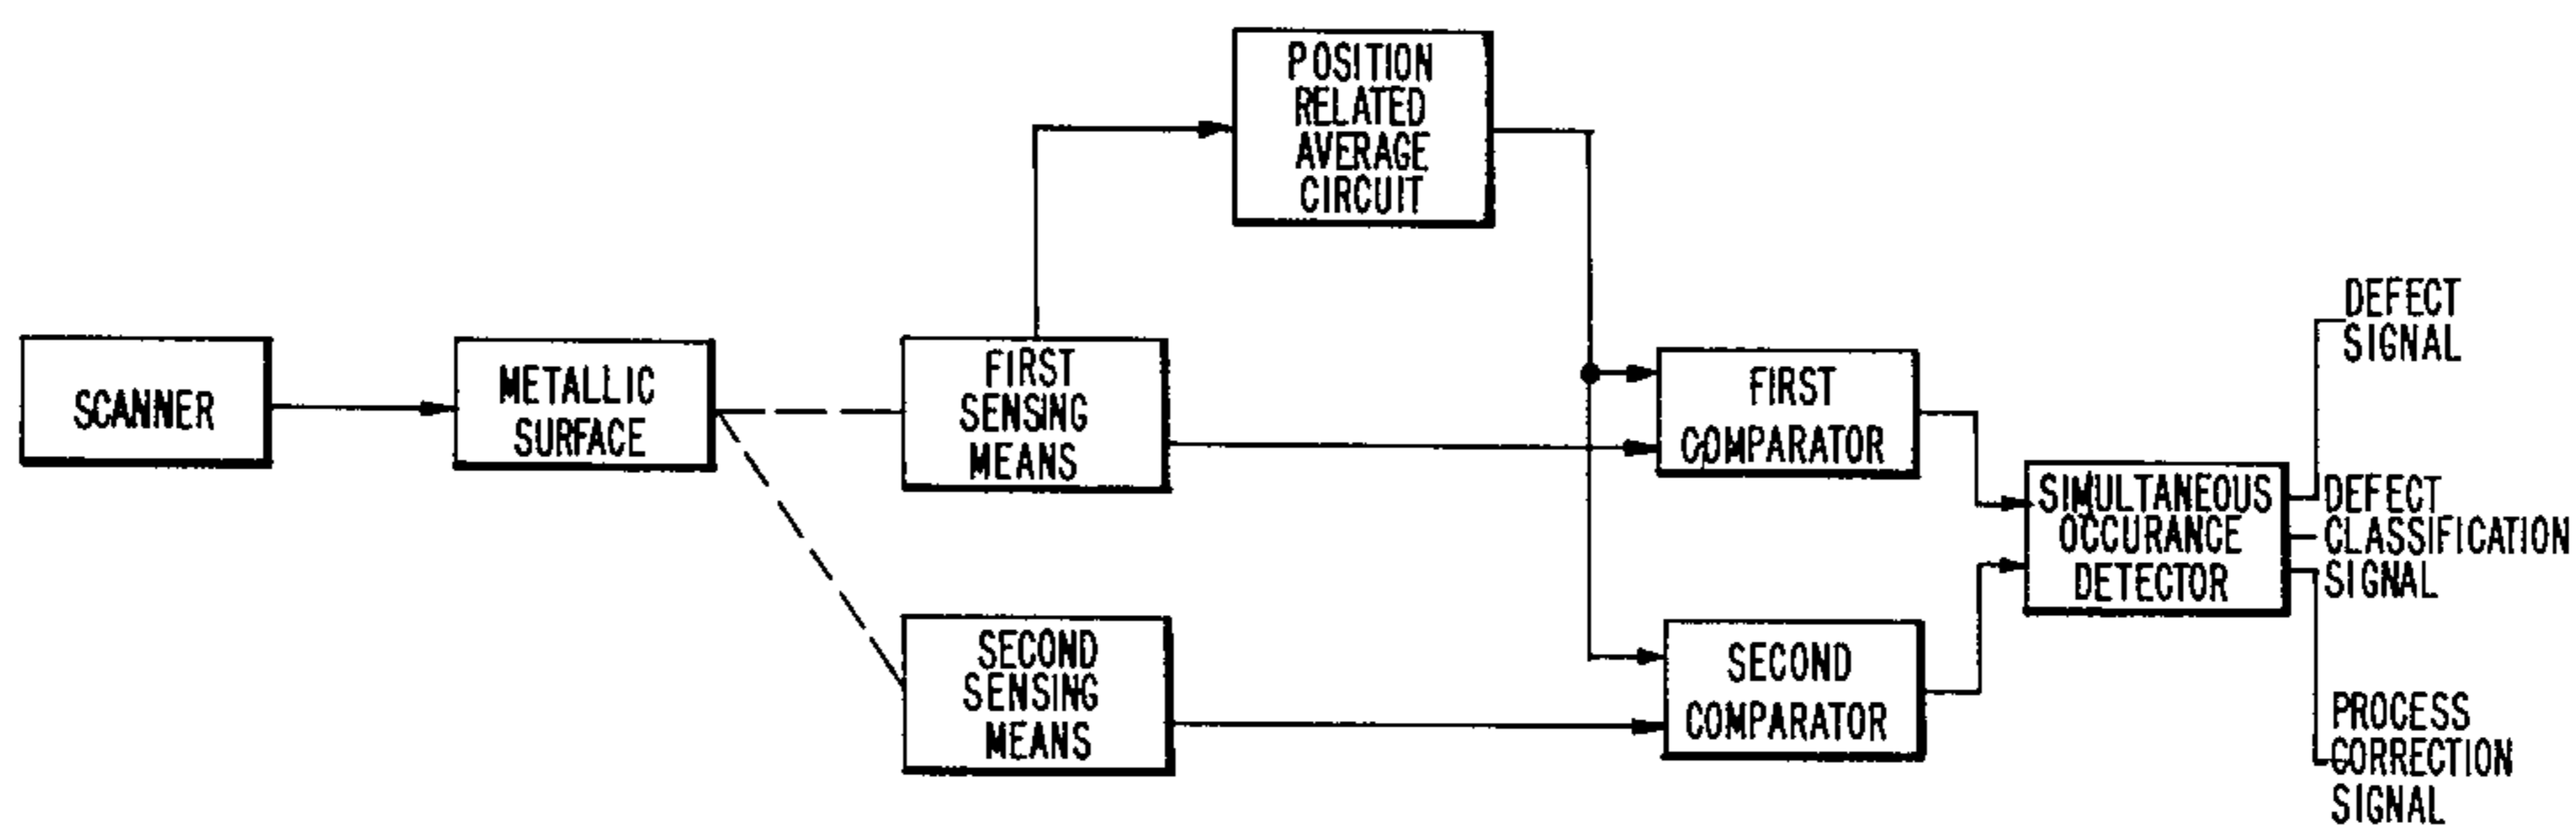 POSITION
RELATED
AVERAGE
CIRCUIT
SCANNER
METALLIC
SURFACE
FIRST
SENSING
MEANS
FIRST
COMPARATOR
SECOND
SENSING
MEANS
SECOND
COMPARATOR
SIMULTANEOUS
OCCURANCE
DETECTOR
DEFECT
SIGNAL
DEFECT
CLASSIFICATION
SIGNAL
PROCESS
CORRECTION
SIGNAL